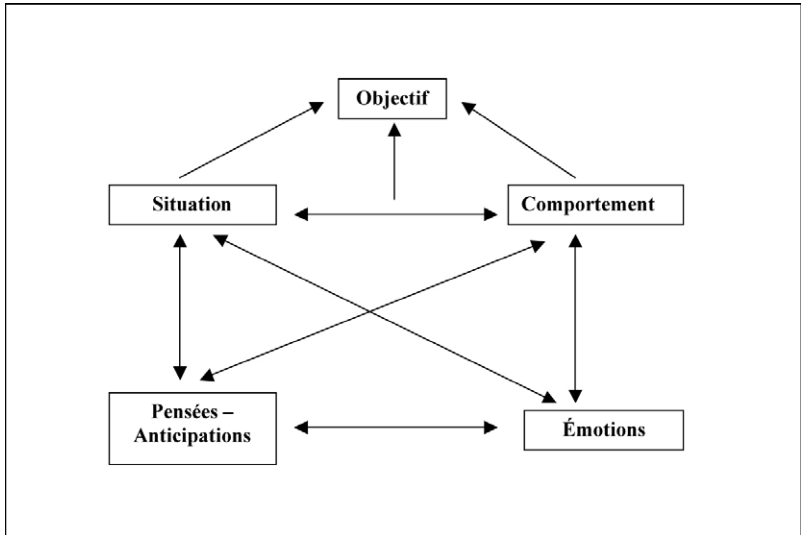 Objectif
Situation
Comportement
Pensées –
Anticipations
Émotions